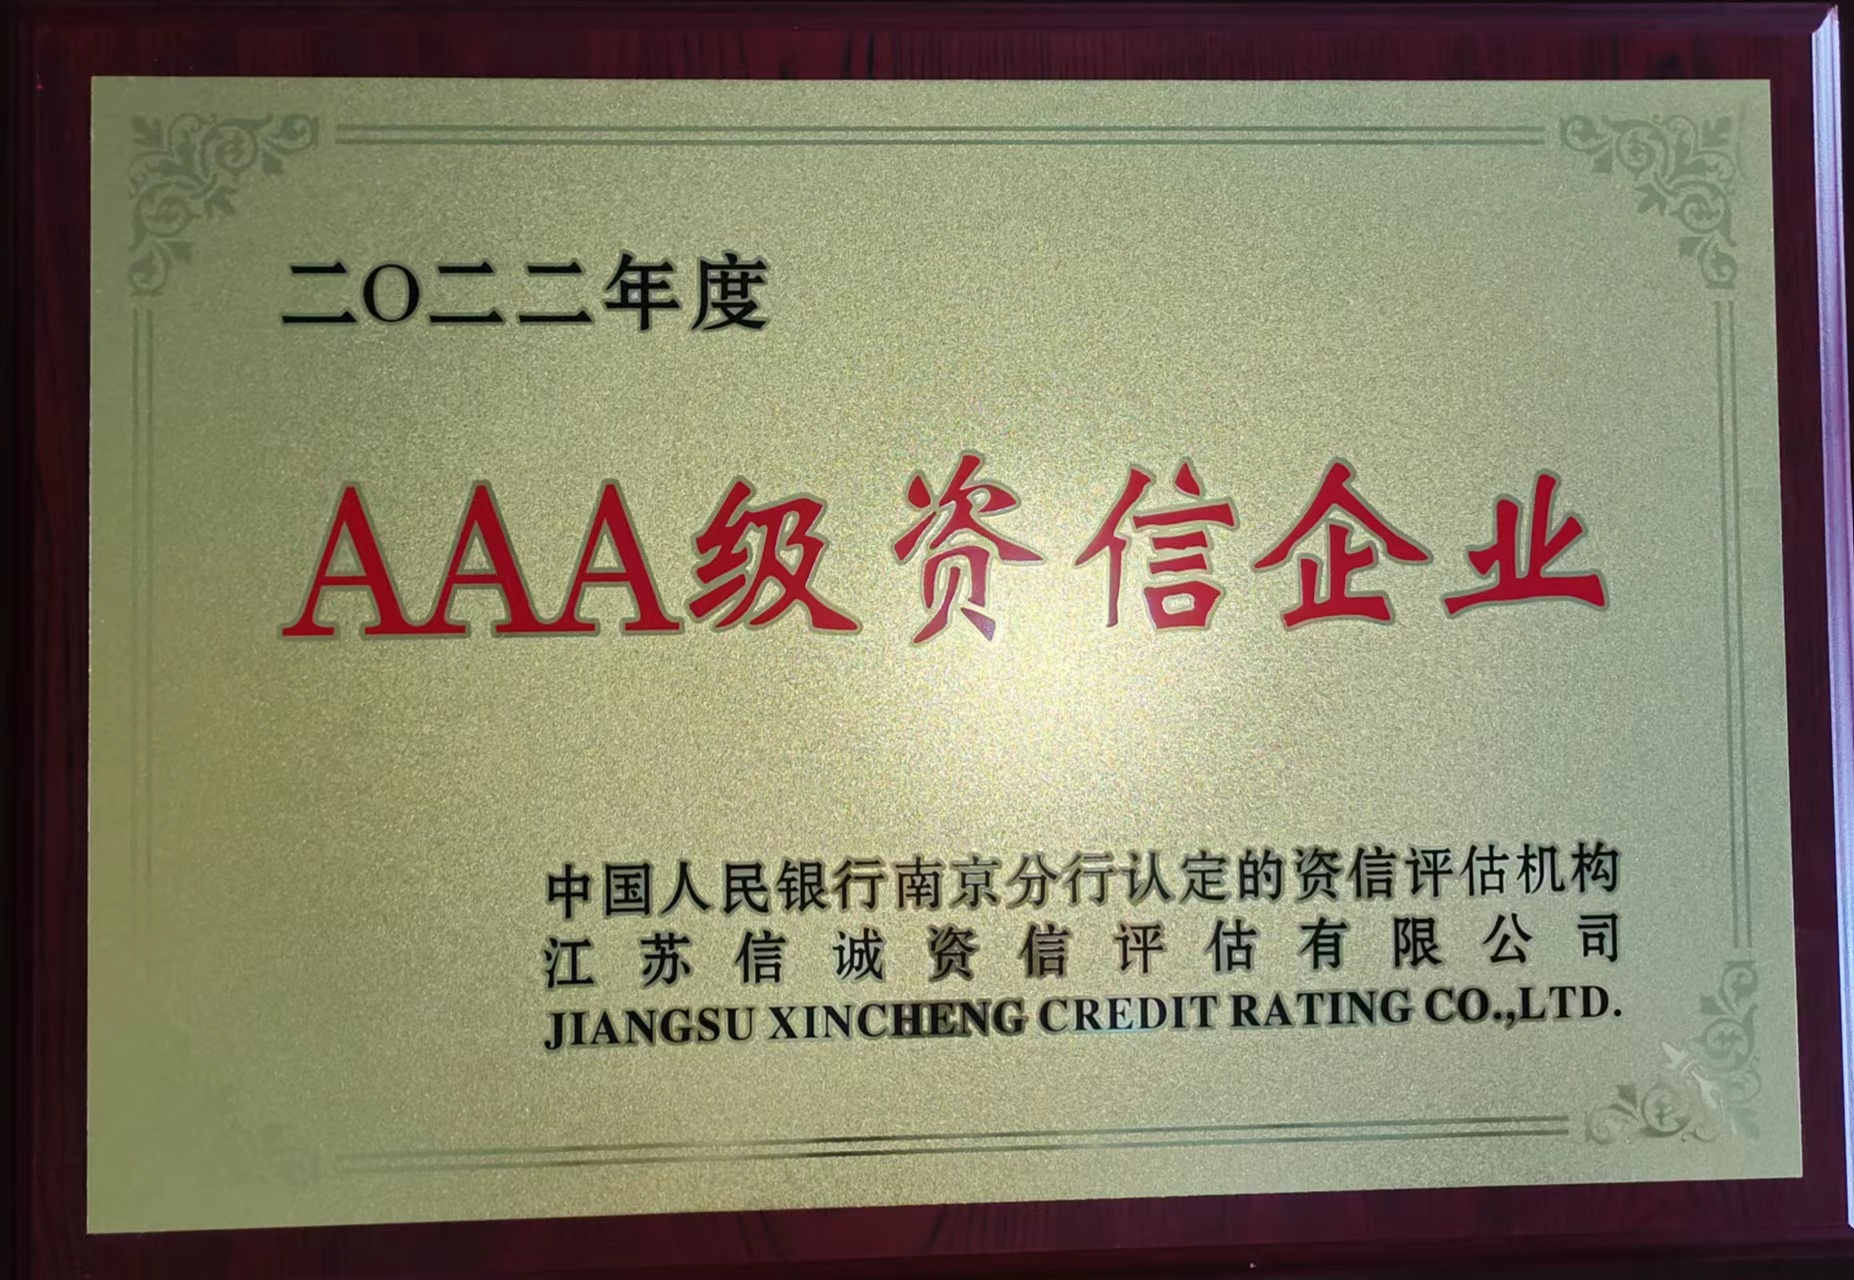 二〇二二年度
AAA级资信企业
中国人民银行南京分行认定的资信评估机构
江苏信诚资信评估有限公司
JIANGSU XINCHENG CREDIT RATING CO.,LTD.